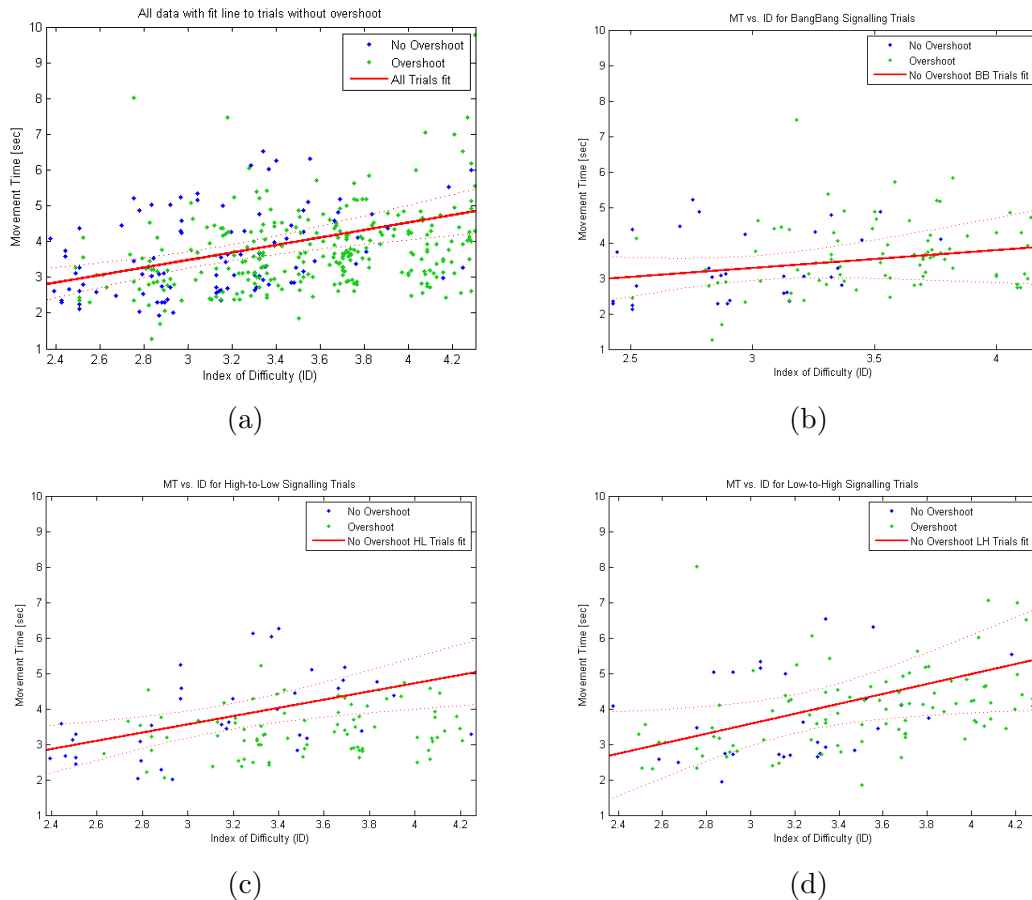 All data with fit line to trials without overshoot
10
9
8
7
6
5
4
3
2
1
Movement Time [sec]
No Overshoot
Overshoot
All Trials fit
2.4 2.6 2.8 3 3.2 3.4 3.6 3.8 4 4.2
Index of Difficulty (ID)
(a)
MT vs. ID for BangBang Signalling Trials
10
9
8
7
6
5
4
3
2
1
Movement Time [sec]
No Overshoot
Overshoot
No Overshoot BB Trials fit
2.5 3 3.5 4
Index of Difficulty (ID)
(b)
MT vs. ID for High-to-Low Signalling Trials
10
9
8
7
6
5
4
3
2
1
Movement Time [sec]
No Overshoot
Overshoot
No Overshoot HL Trials fit
2.4 2.6 2.8 3 3.2 3.4 3.6 3.8 4 4.2
Index of Difficulty (ID)
(c)
MT vs. ID for Low-to-High Signalling Trials
10
9
8
7
6
5
4
3
2
1
Movement Time [sec]
No Overshoot
Overshoot
No Overshoot LH Trials fit
2.4 2.6 2.8 3 3.2 3.4 3.6 3.8 4 4.2
Index of Difficulty (ID)
(d)